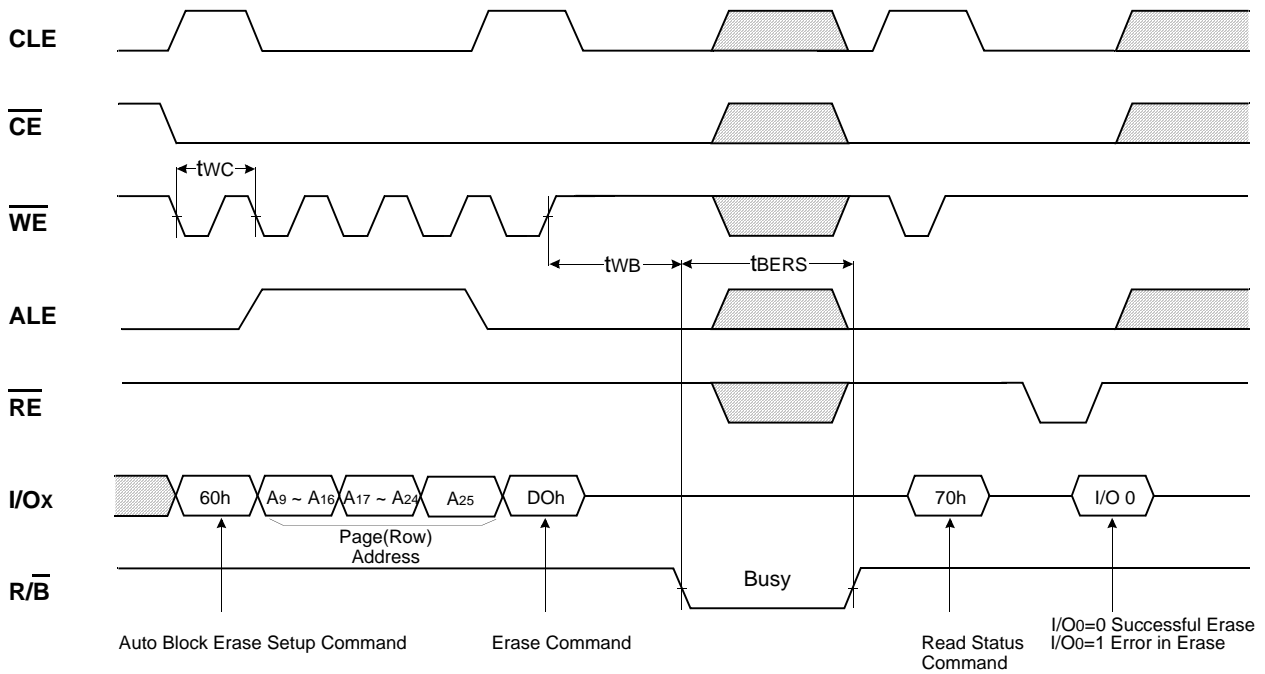 CLE
CE
tWC
WE
tWB
tBERS
ALE
RE
I/Ox
60h
A9 ~ A16
A17 ~ A24
A25
DOh
70h
I/O 0
Page(Row)
Address
R/B
Busy
Auto Block Erase Setup Command
Erase Command
Read Status
Command
I/O0=0 Successful Erase
I/O0=1 Error in Erase